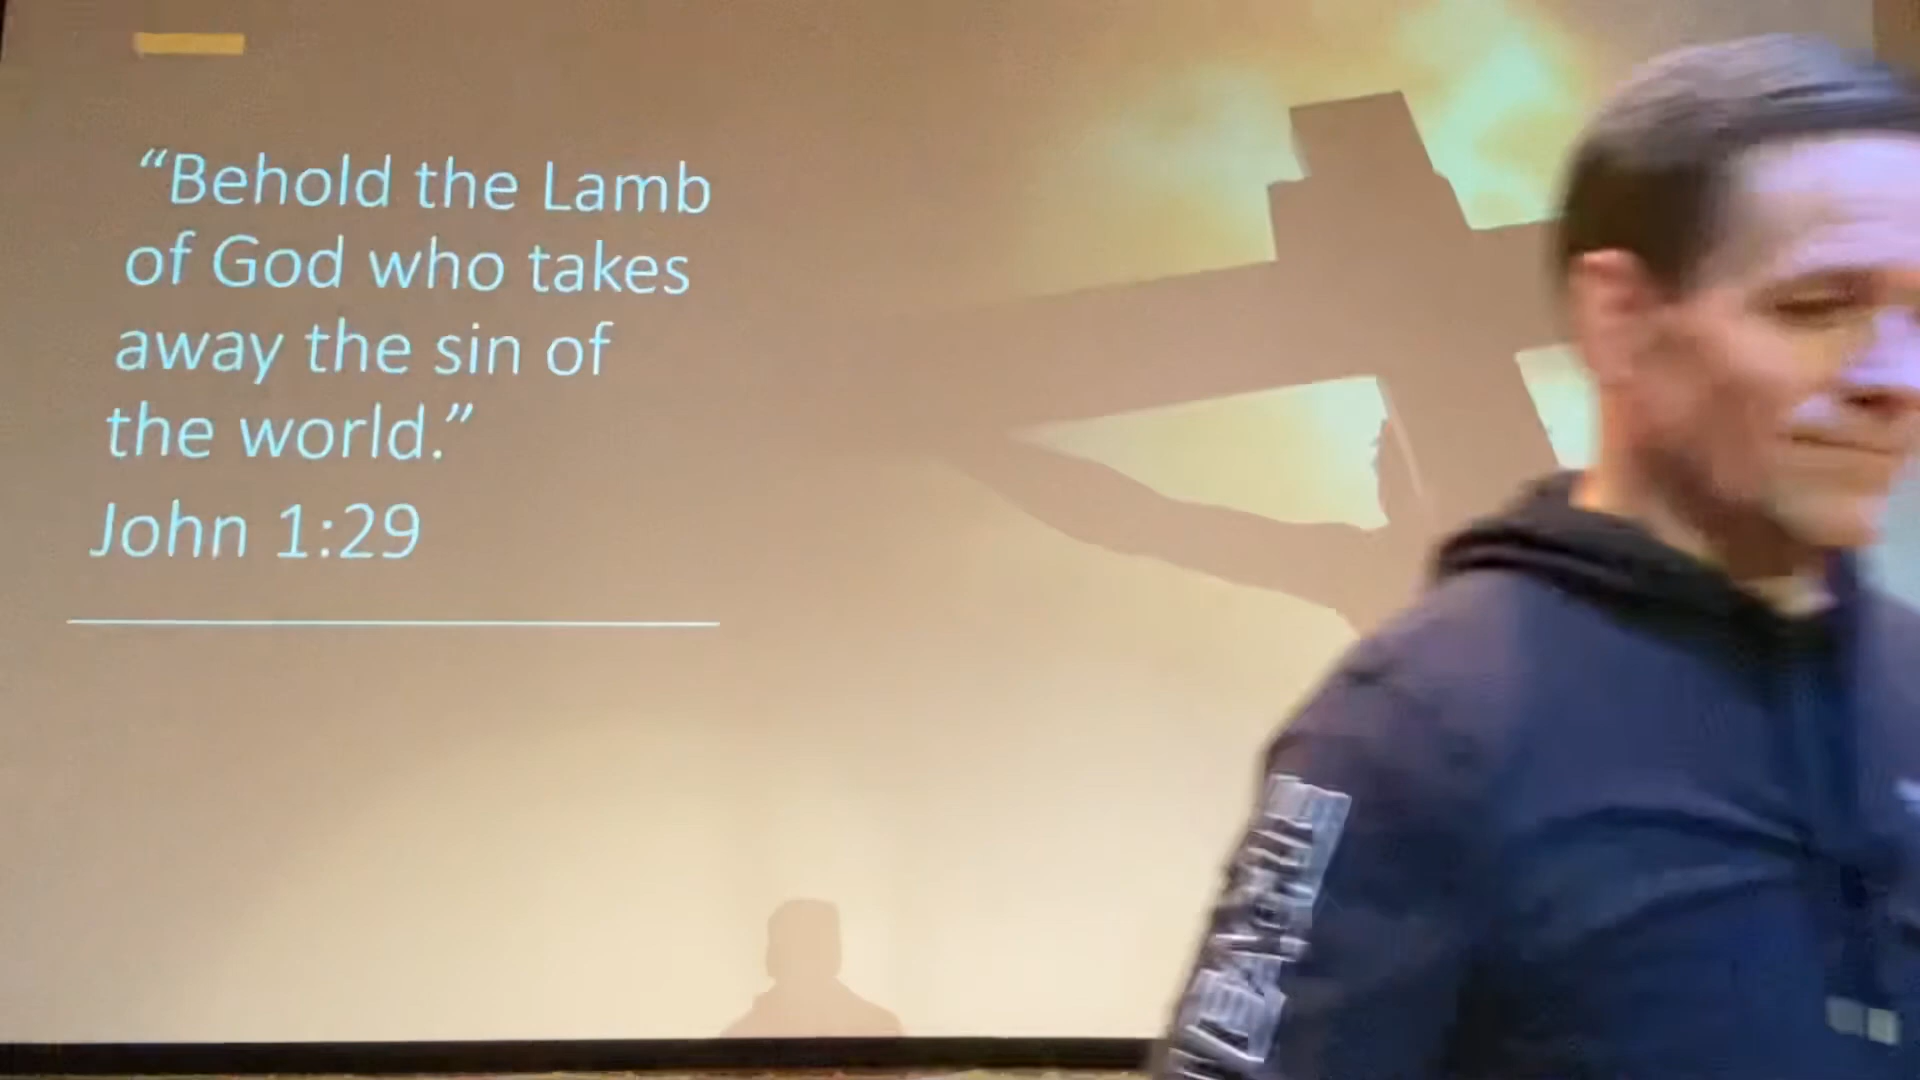 “Behold the Lamb
of God who takes
away the sin of
the world.”
John 1:29